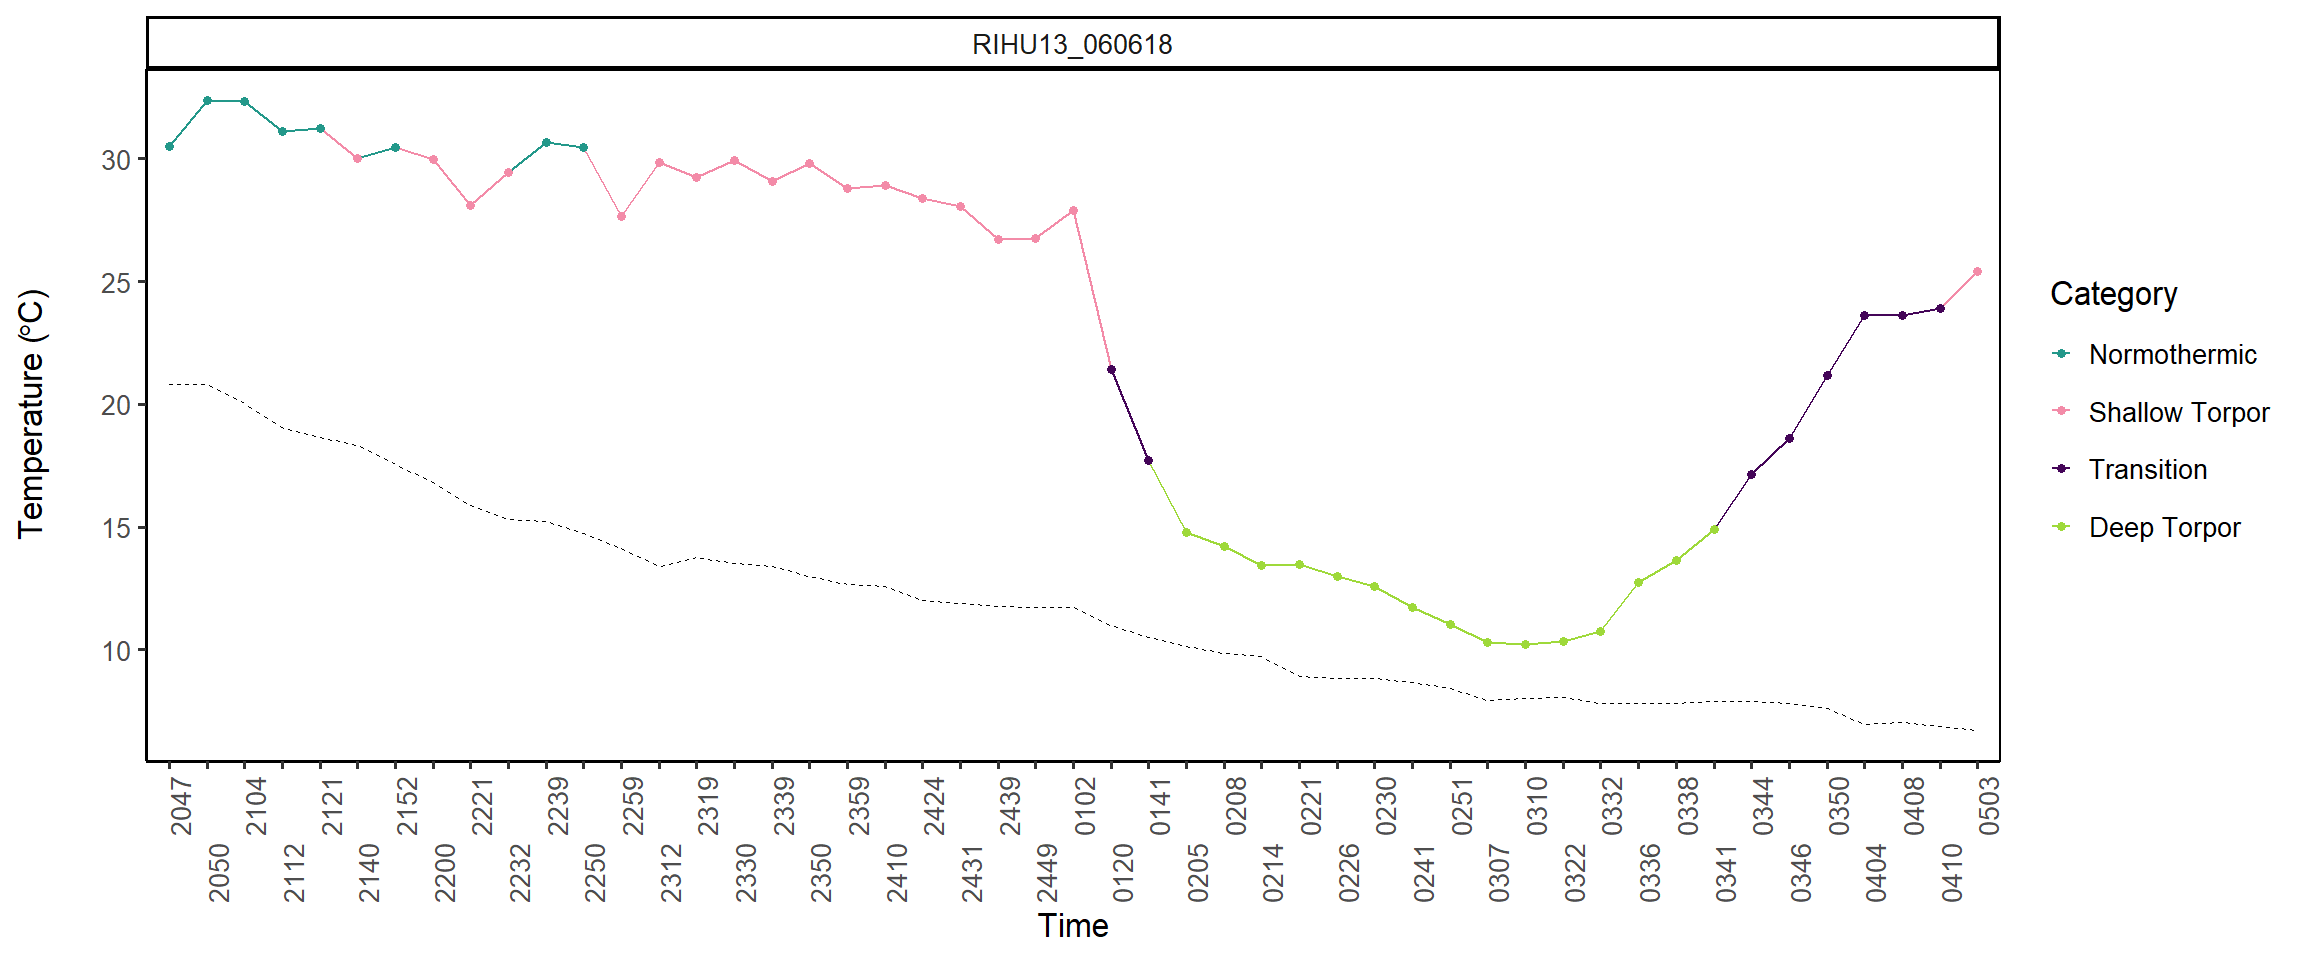 RIHU13_060618
Temperature (°C)
30
25
20
15
10
2047 2104 2121 2152 2221 2239 2259 2319 2339 2359 2424 2439 0102 0141 0208 0221 0230 0251 0310 0332 0338 0344 0350 0408 0503
2050 2112 2140 2200 2232 2250 2312 2330 2350 2410 2431 2449 0120 0205 0214 0226 0241 0307 0322 0336 0341 0346 0404 0410
Time
Category
Normothermic
Shallow Torpor
Transition
Deep Torpor